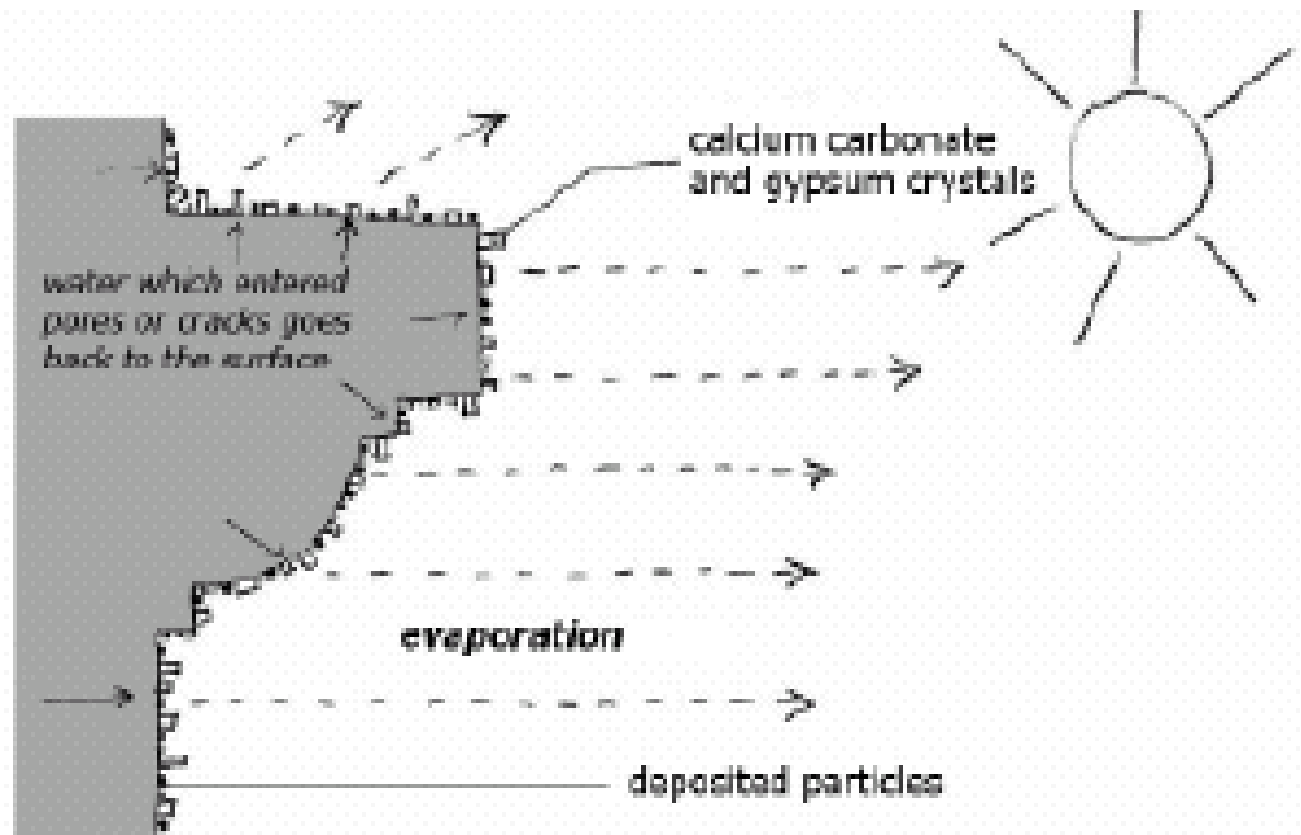 calcium carbonate
and gypsum crystals
water which entered
pores or cracks goes
back to the surface
evaporation
deposited particles